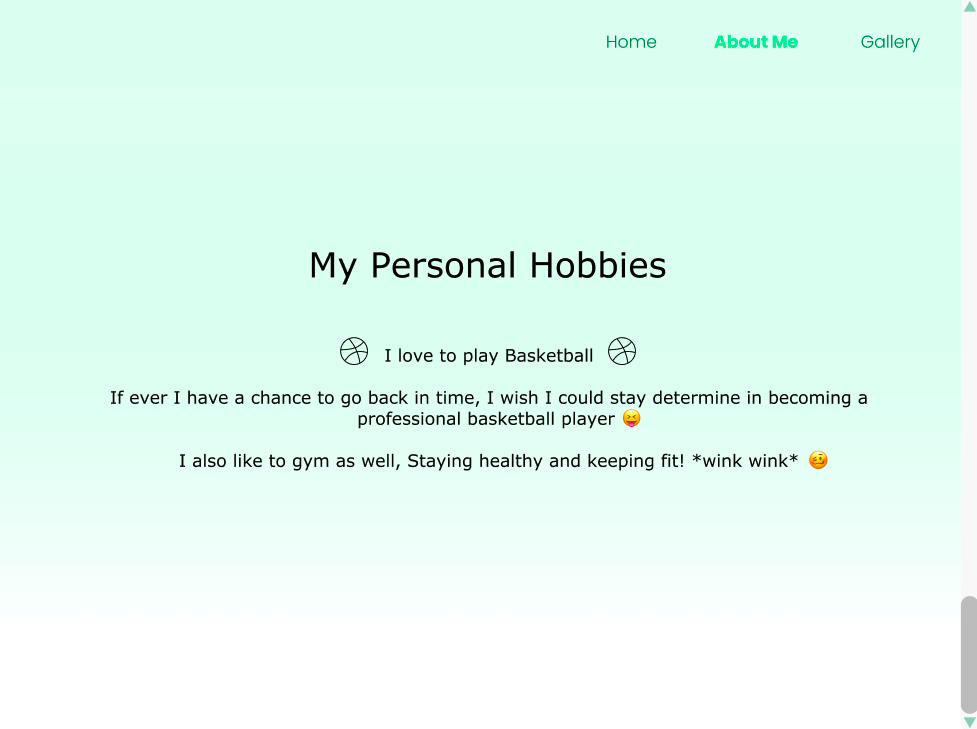 Home About Me Gallery
My Personal Hobbies
I love to play Basketball
If ever I have a chance to go back in time, I wish I could stay determine in becoming a
professional basketball player 😝
I also like to gym as well, Staying healthy and keeping fit! *wink wink* 🥴